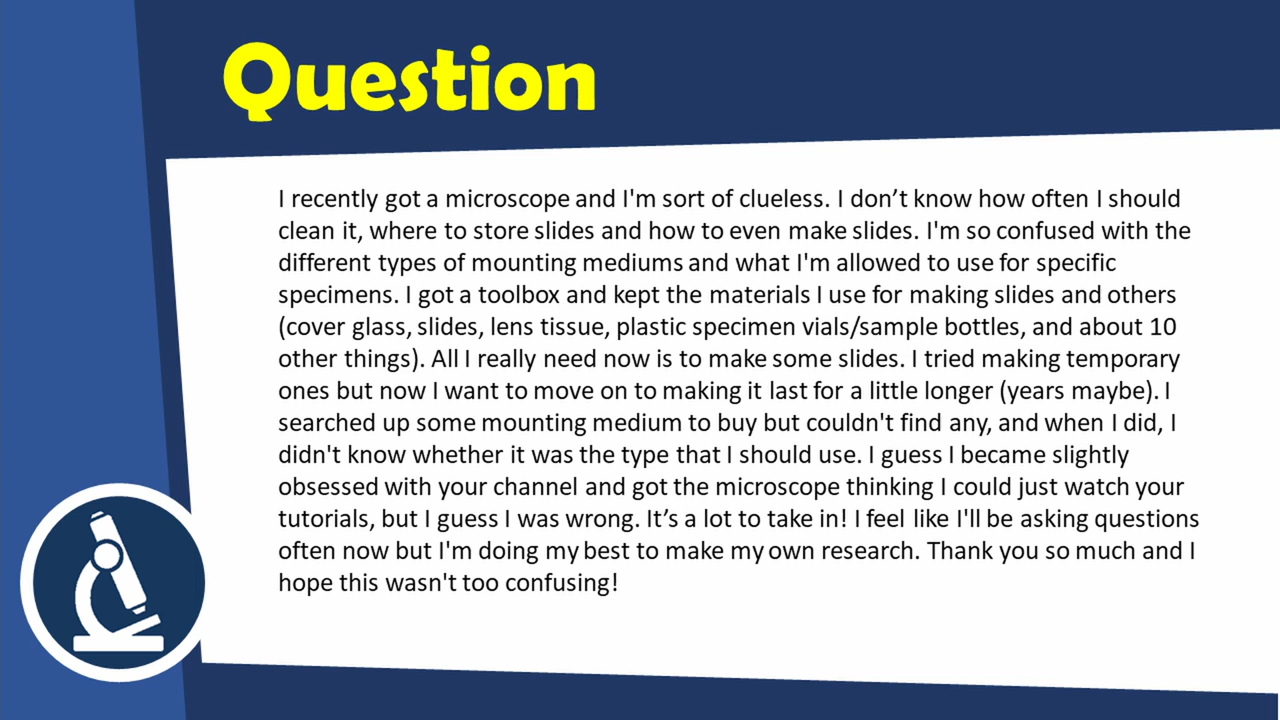 Question
I recently got a microscope and I'm sort of clueless. I don’t know how often I should
clean it, where to store slides and how to even make slides. I'm so confused with the
different types of mounting mediums and what I'm allowed to use for specific
specimens. I got a toolbox and kept the materials I use for making slides and others
(cover glass, slides, lens tissue, plastic specimen vials/sample bottles, and about 10
other things). All I really need now is to make some slides. I tried making temporary
ones but now I want to move on to making it last for a little longer (years maybe). I
searched up some mounting medium to buy but couldn't find any, and when I did, I
didn't know whether it was the type that I should use. I guess I became slightly
obsessed with your channel and got the microscope thinking I could just watch your
tutorials, but I guess I was wrong. It’s a lot to take in! I feel like I'll be asking questions
often now but I'm doing my best to make my own research. Thank you so much and I
hope this wasn't too confusing!